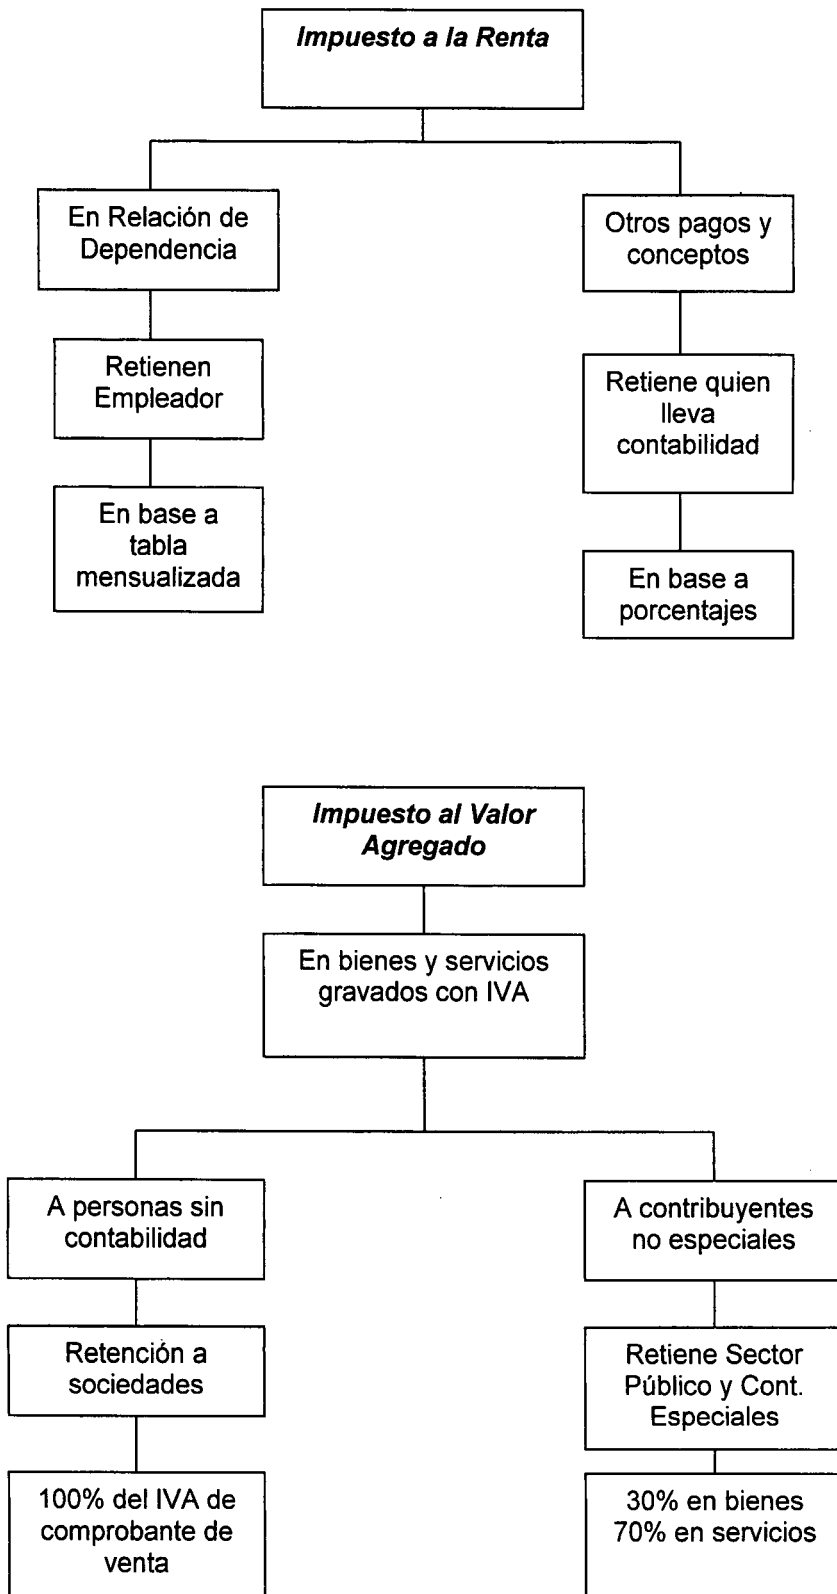 Impuesto a la Renta
En Relación de
Dependencia
Otros pagos y
conceptos
Retienen
Empleador
Retiene quien
lleva
contabilidad
En base a
tabla
mensualizada
En base a
porcentajes
Impuesto al Valor
Agregado
En bienes y servicios
gravados con IVA
A personas sin
contabilidad
A contribuyentes
no especiales
Retención a
sociedades
Retiene Sector
Público y Cont.
Especiales
100% del IVA de
comprobante de
venta
30% en bienes
70% en servicios